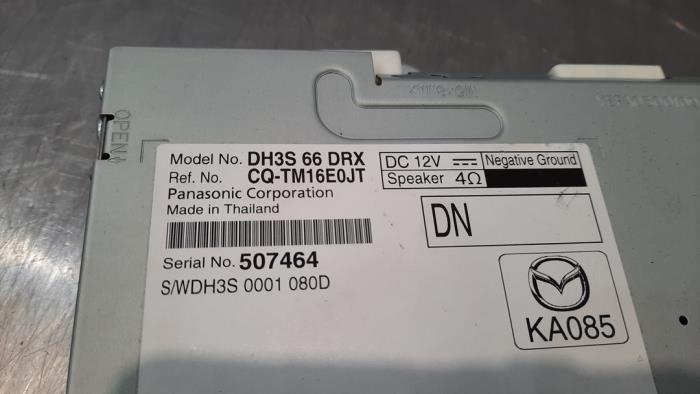 OPEN
Model No. DH3S 66 DRX
Ref. No. CQ-TM16E0JT
Panasonic Corporation
Made in Thailand
Serial No. 507464
S/WDH3S 0001 080D
DC 12V Negative Ground
Speaker 4Ω
DN
KA085